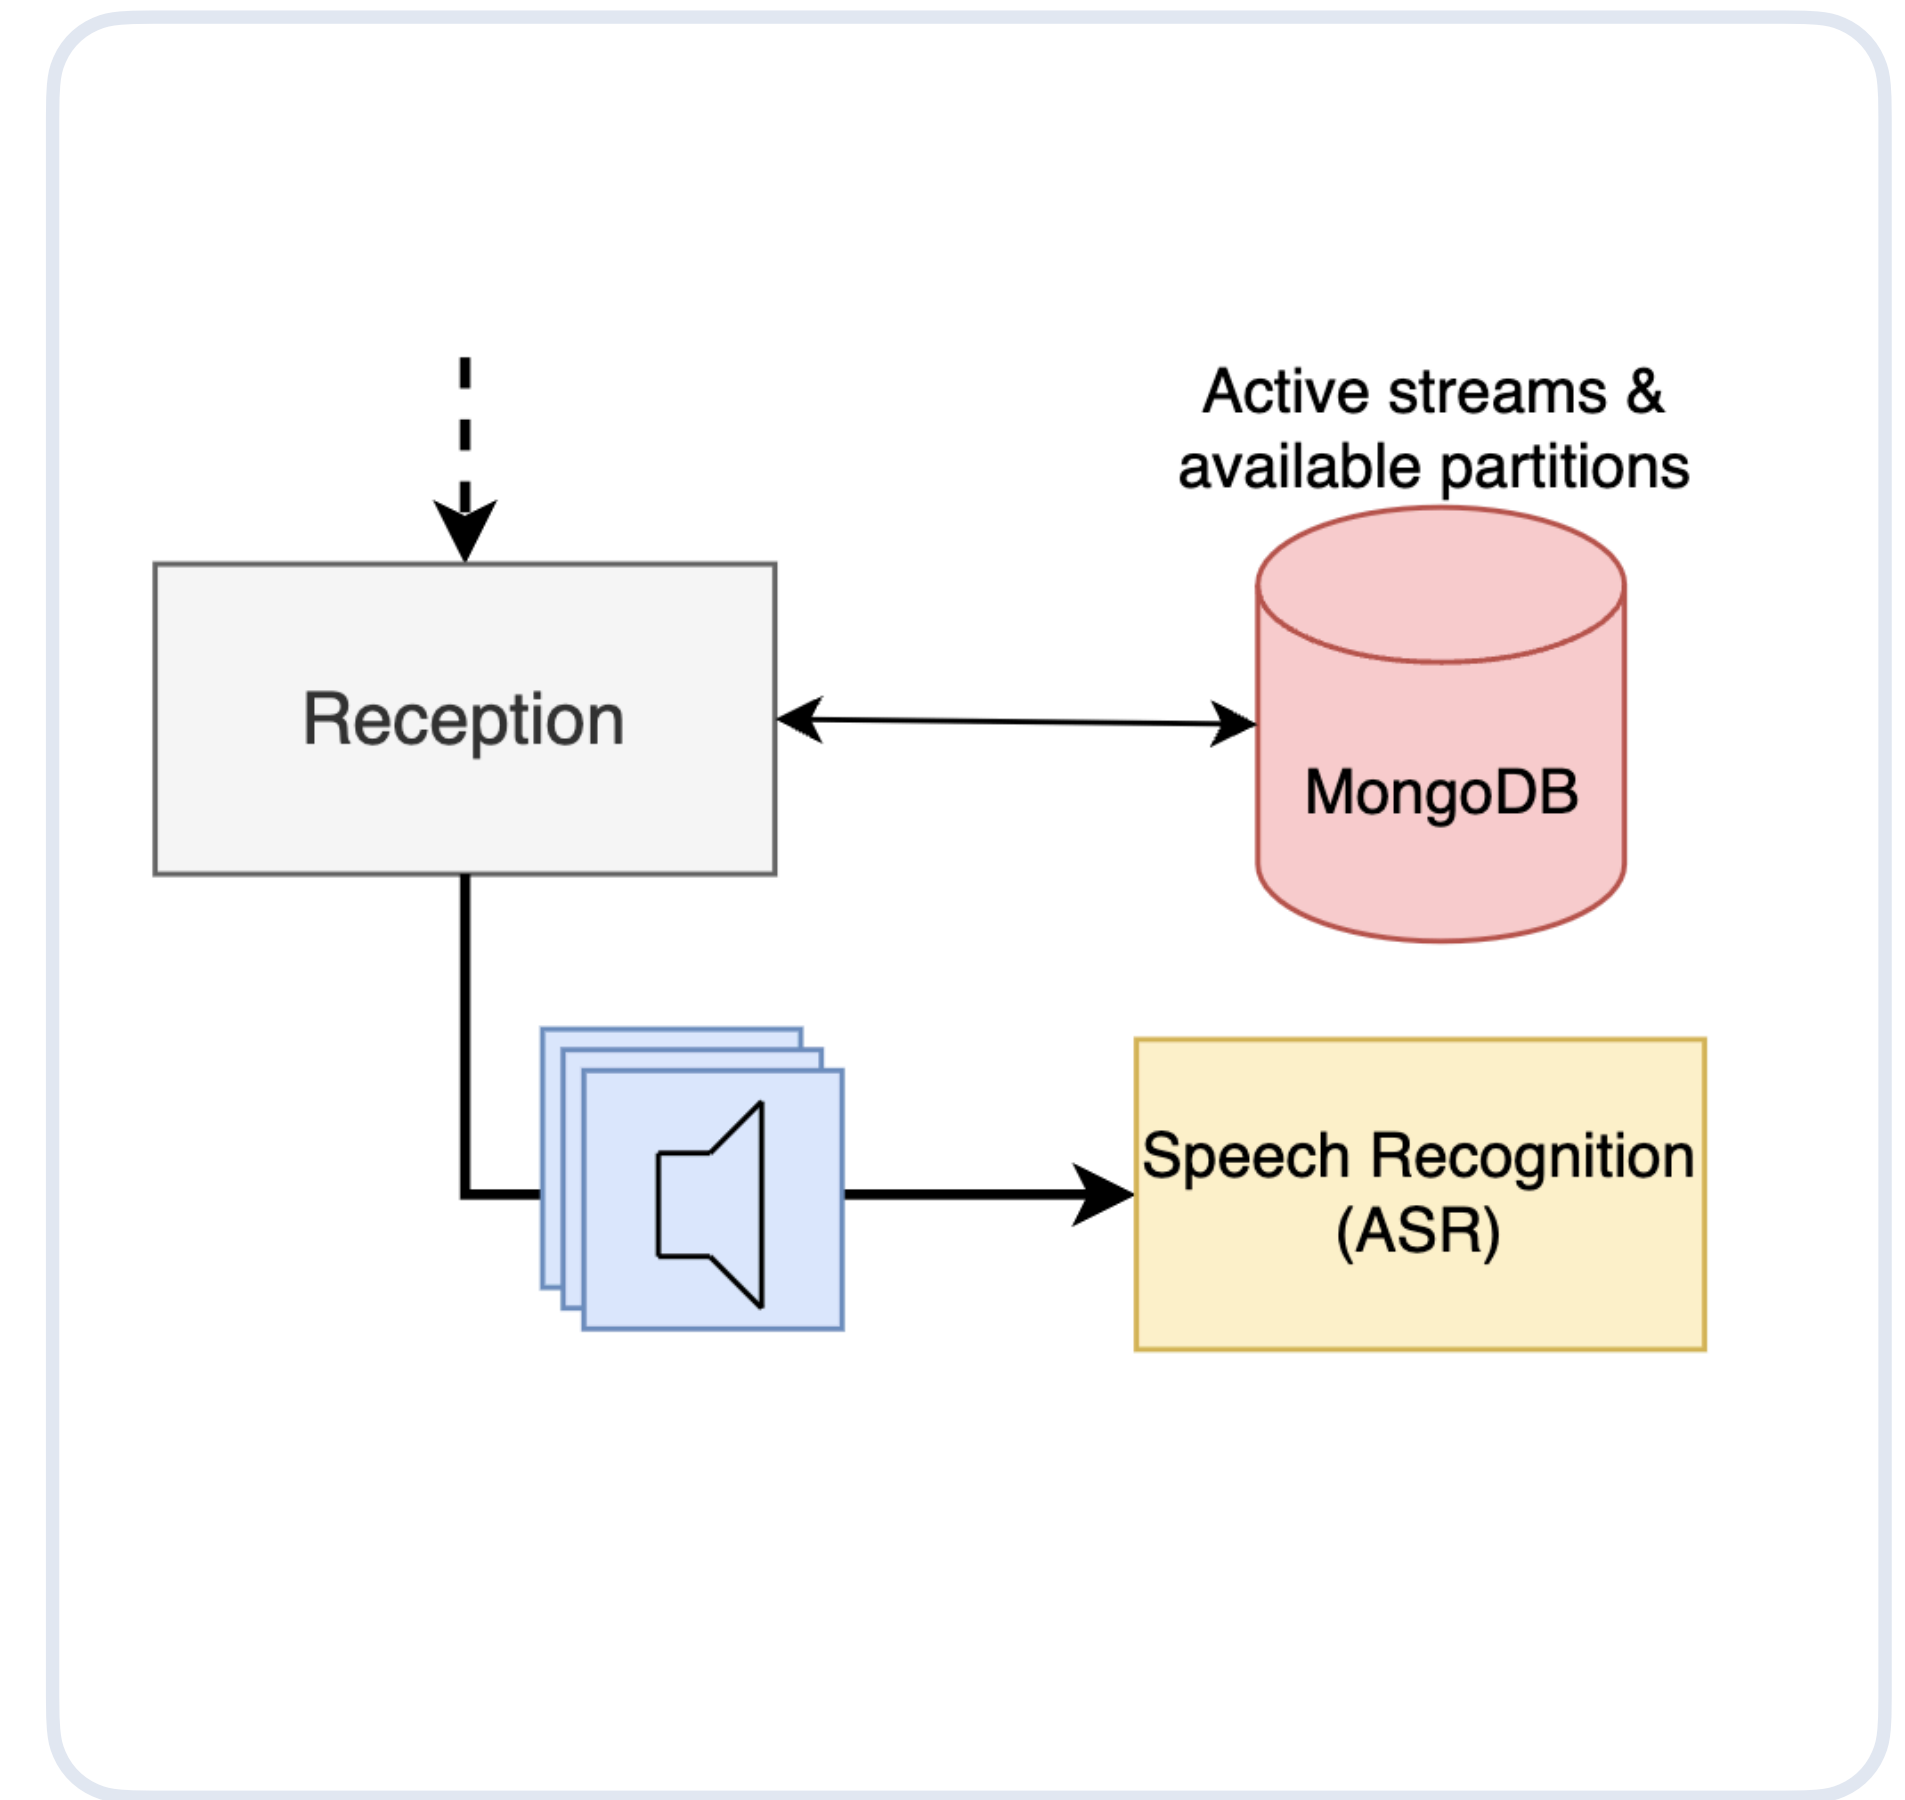 Active streams &
available partitions
Reception
MongoDB
Speech Recognition
(ASR)